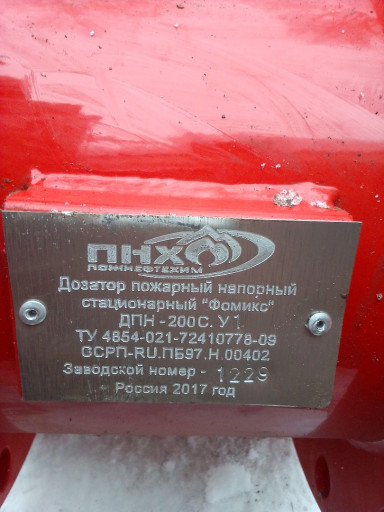 ПНХ
ПОЖНЕФТЕХИМ
Дозатор пожарный напорный
стационарный "Фомикс"
ДПН -200С. У1
ТУ 4854-021-72410778-09
ССРП-RU.ПБ97.Н.00402
Заводской номер - 1229
Россия 2017 год